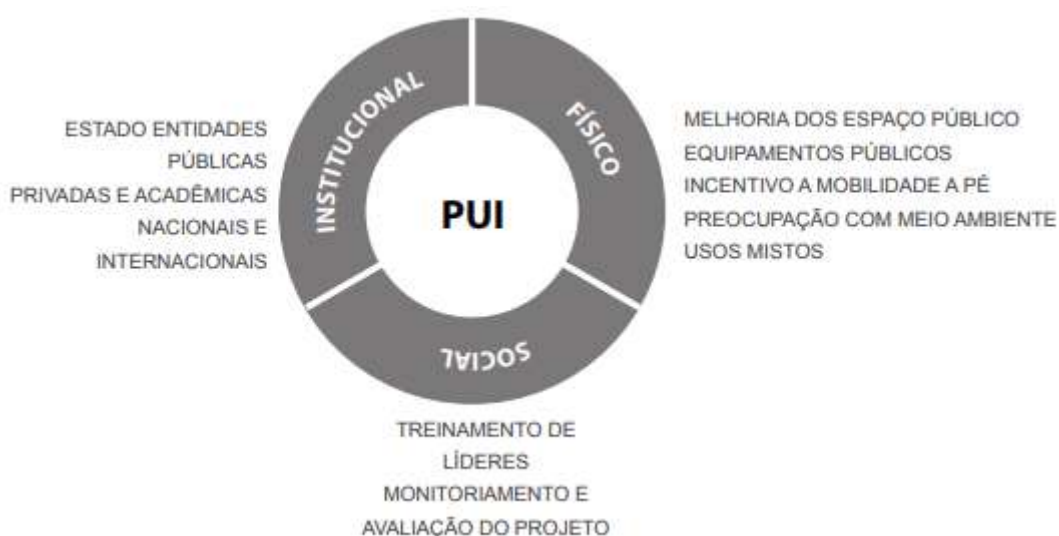 INSTITUCIONAL
FÍSICO
ESTADO ENTIDADES
PÚBLICAS
PRIVADAS E ACADÊMICAS
NACIONAIS E
INTERNACIONAIS
PUI
MELHORIA DOS ESPAÇO PÚBLICO
EQUIPAMENTOS PÚBLICOS
INCENTIVO A MOBILIDADE A PÉ
PREOCUPAÇÃO COM MEIO AMBIENTE
USOS MISTOS
SOCIAL
TREINAMENTO DE
LÍDERES
MONITORIAMENTO E
AVALIAÇÃO DO PROJETO